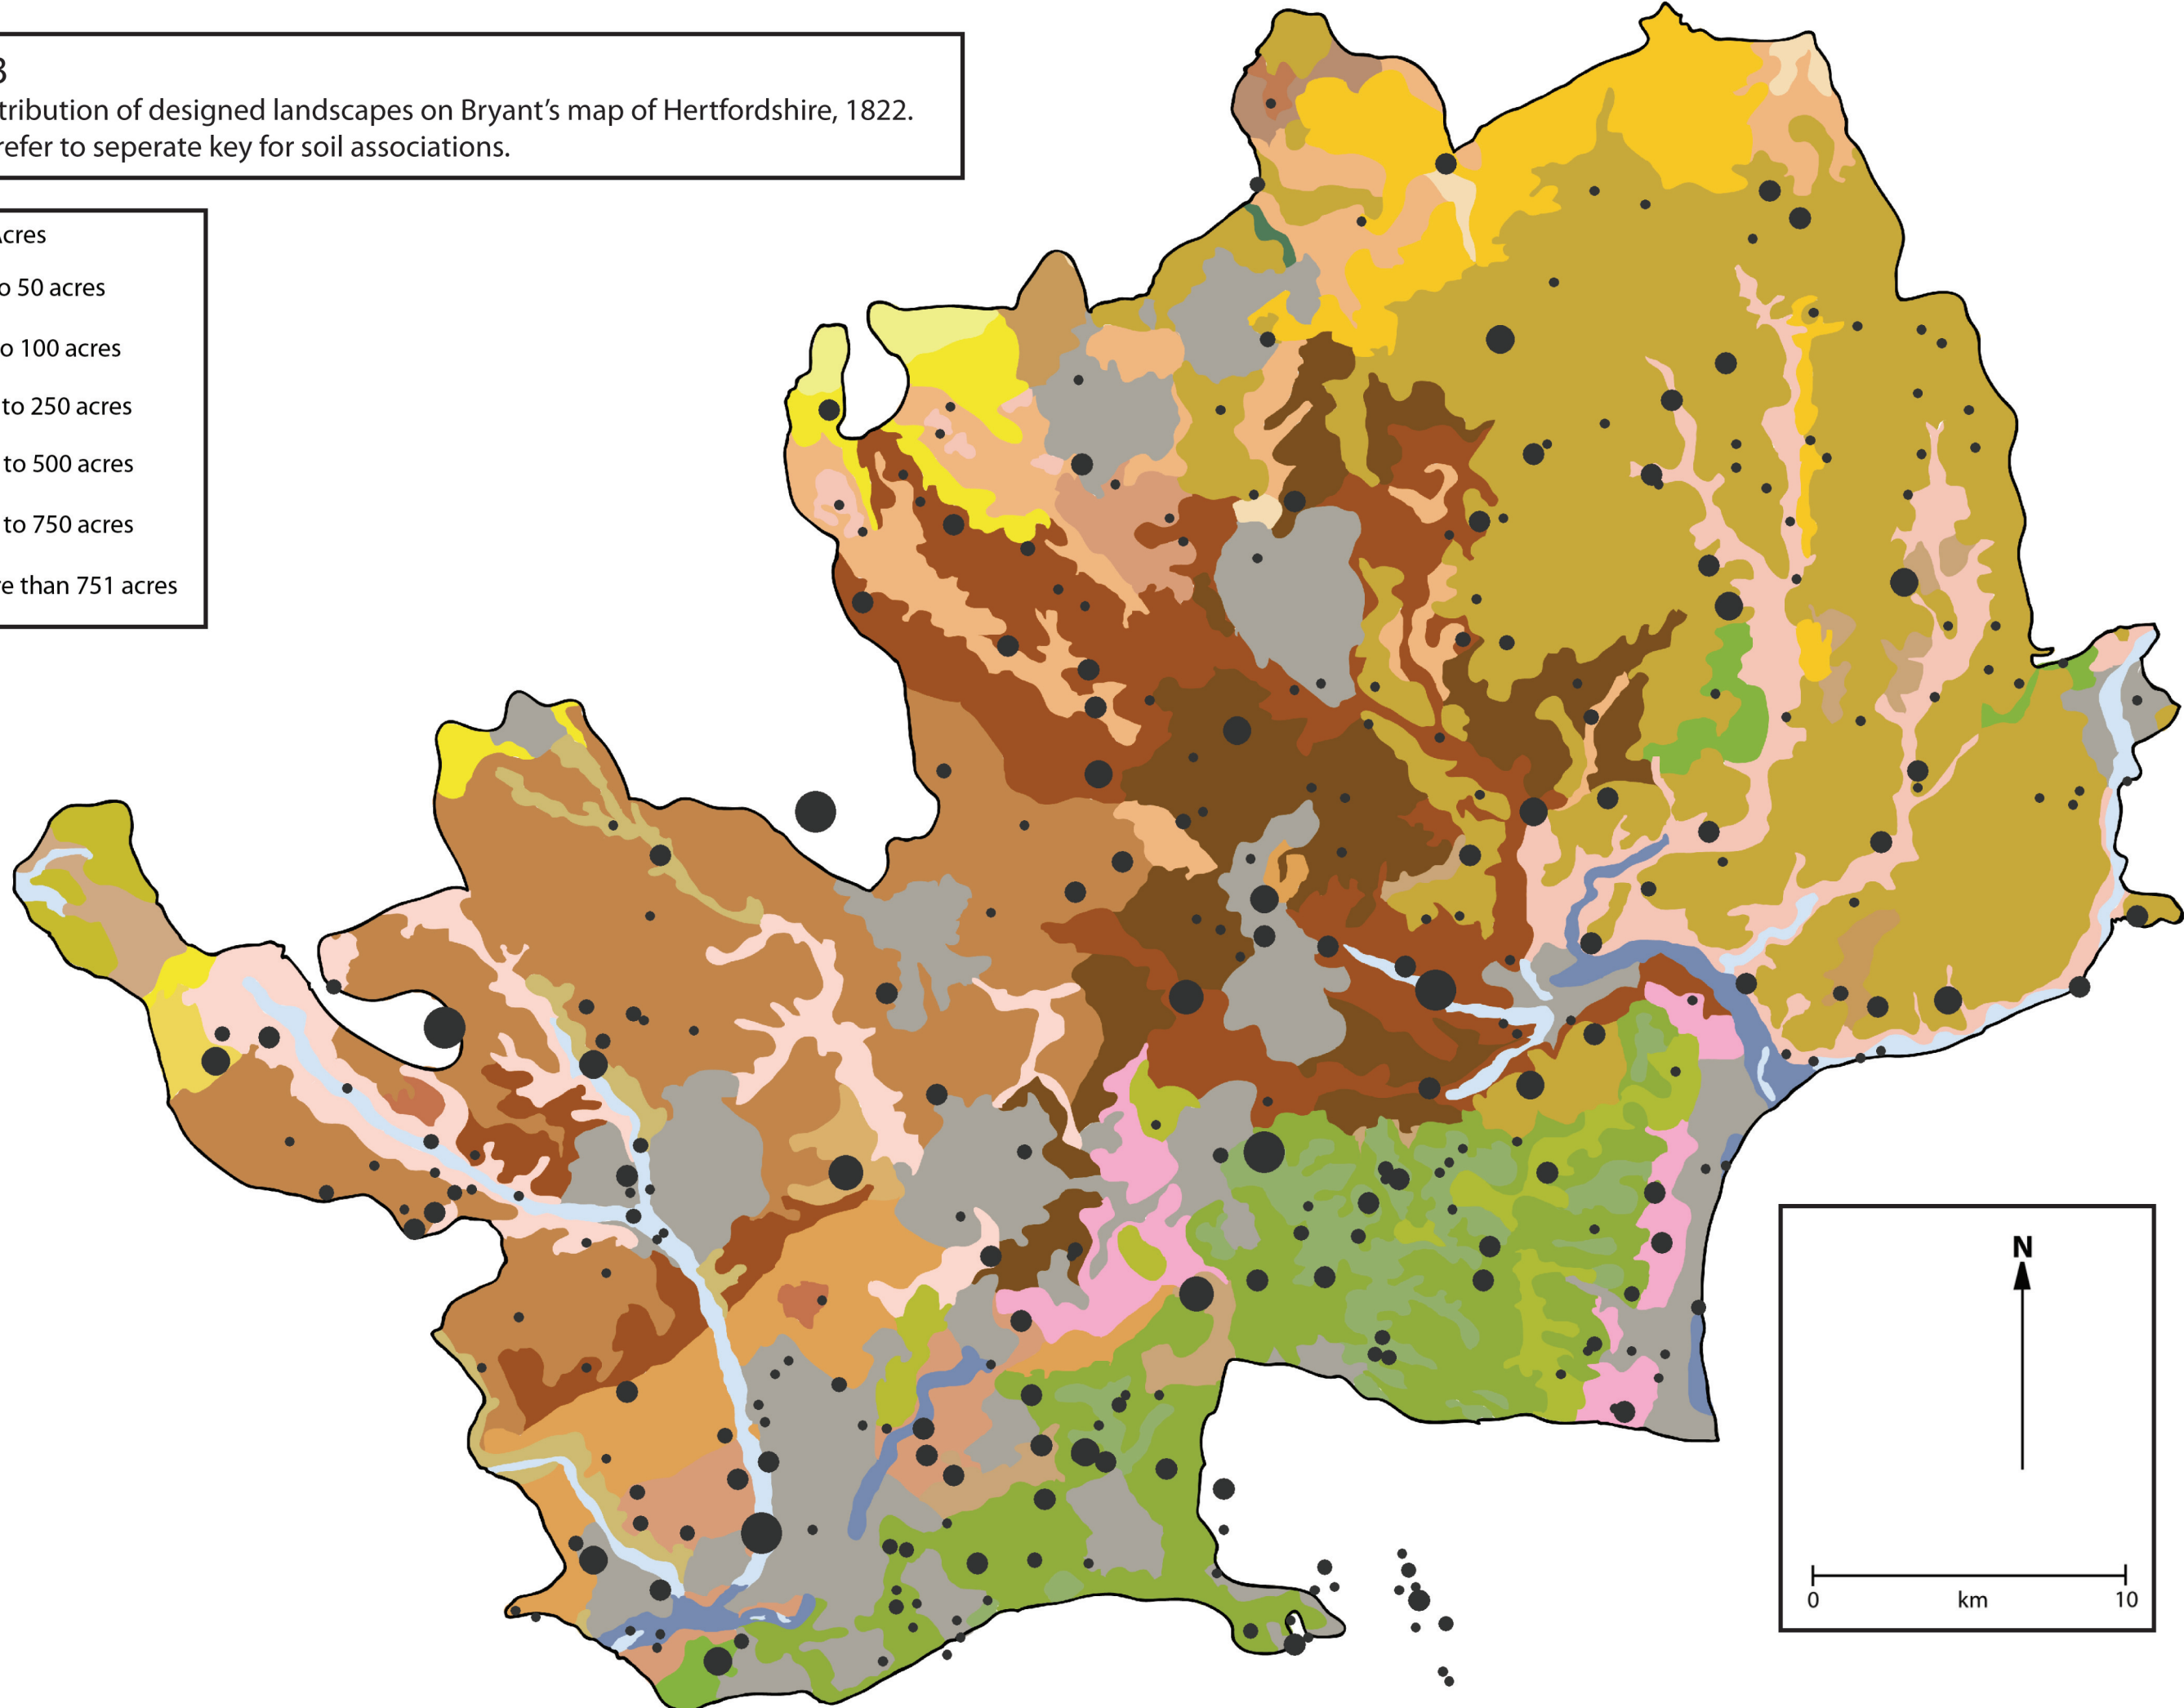 3
tribution of designed landscapes on Bryant's map of Hertfordshire, 1822.
refer to seperate key for soil associations.
Acres
o 50 acres
o 100 acres
to 250 acres
to 500 acres
to 750 acres
e than 751 acres
N
0 km 10